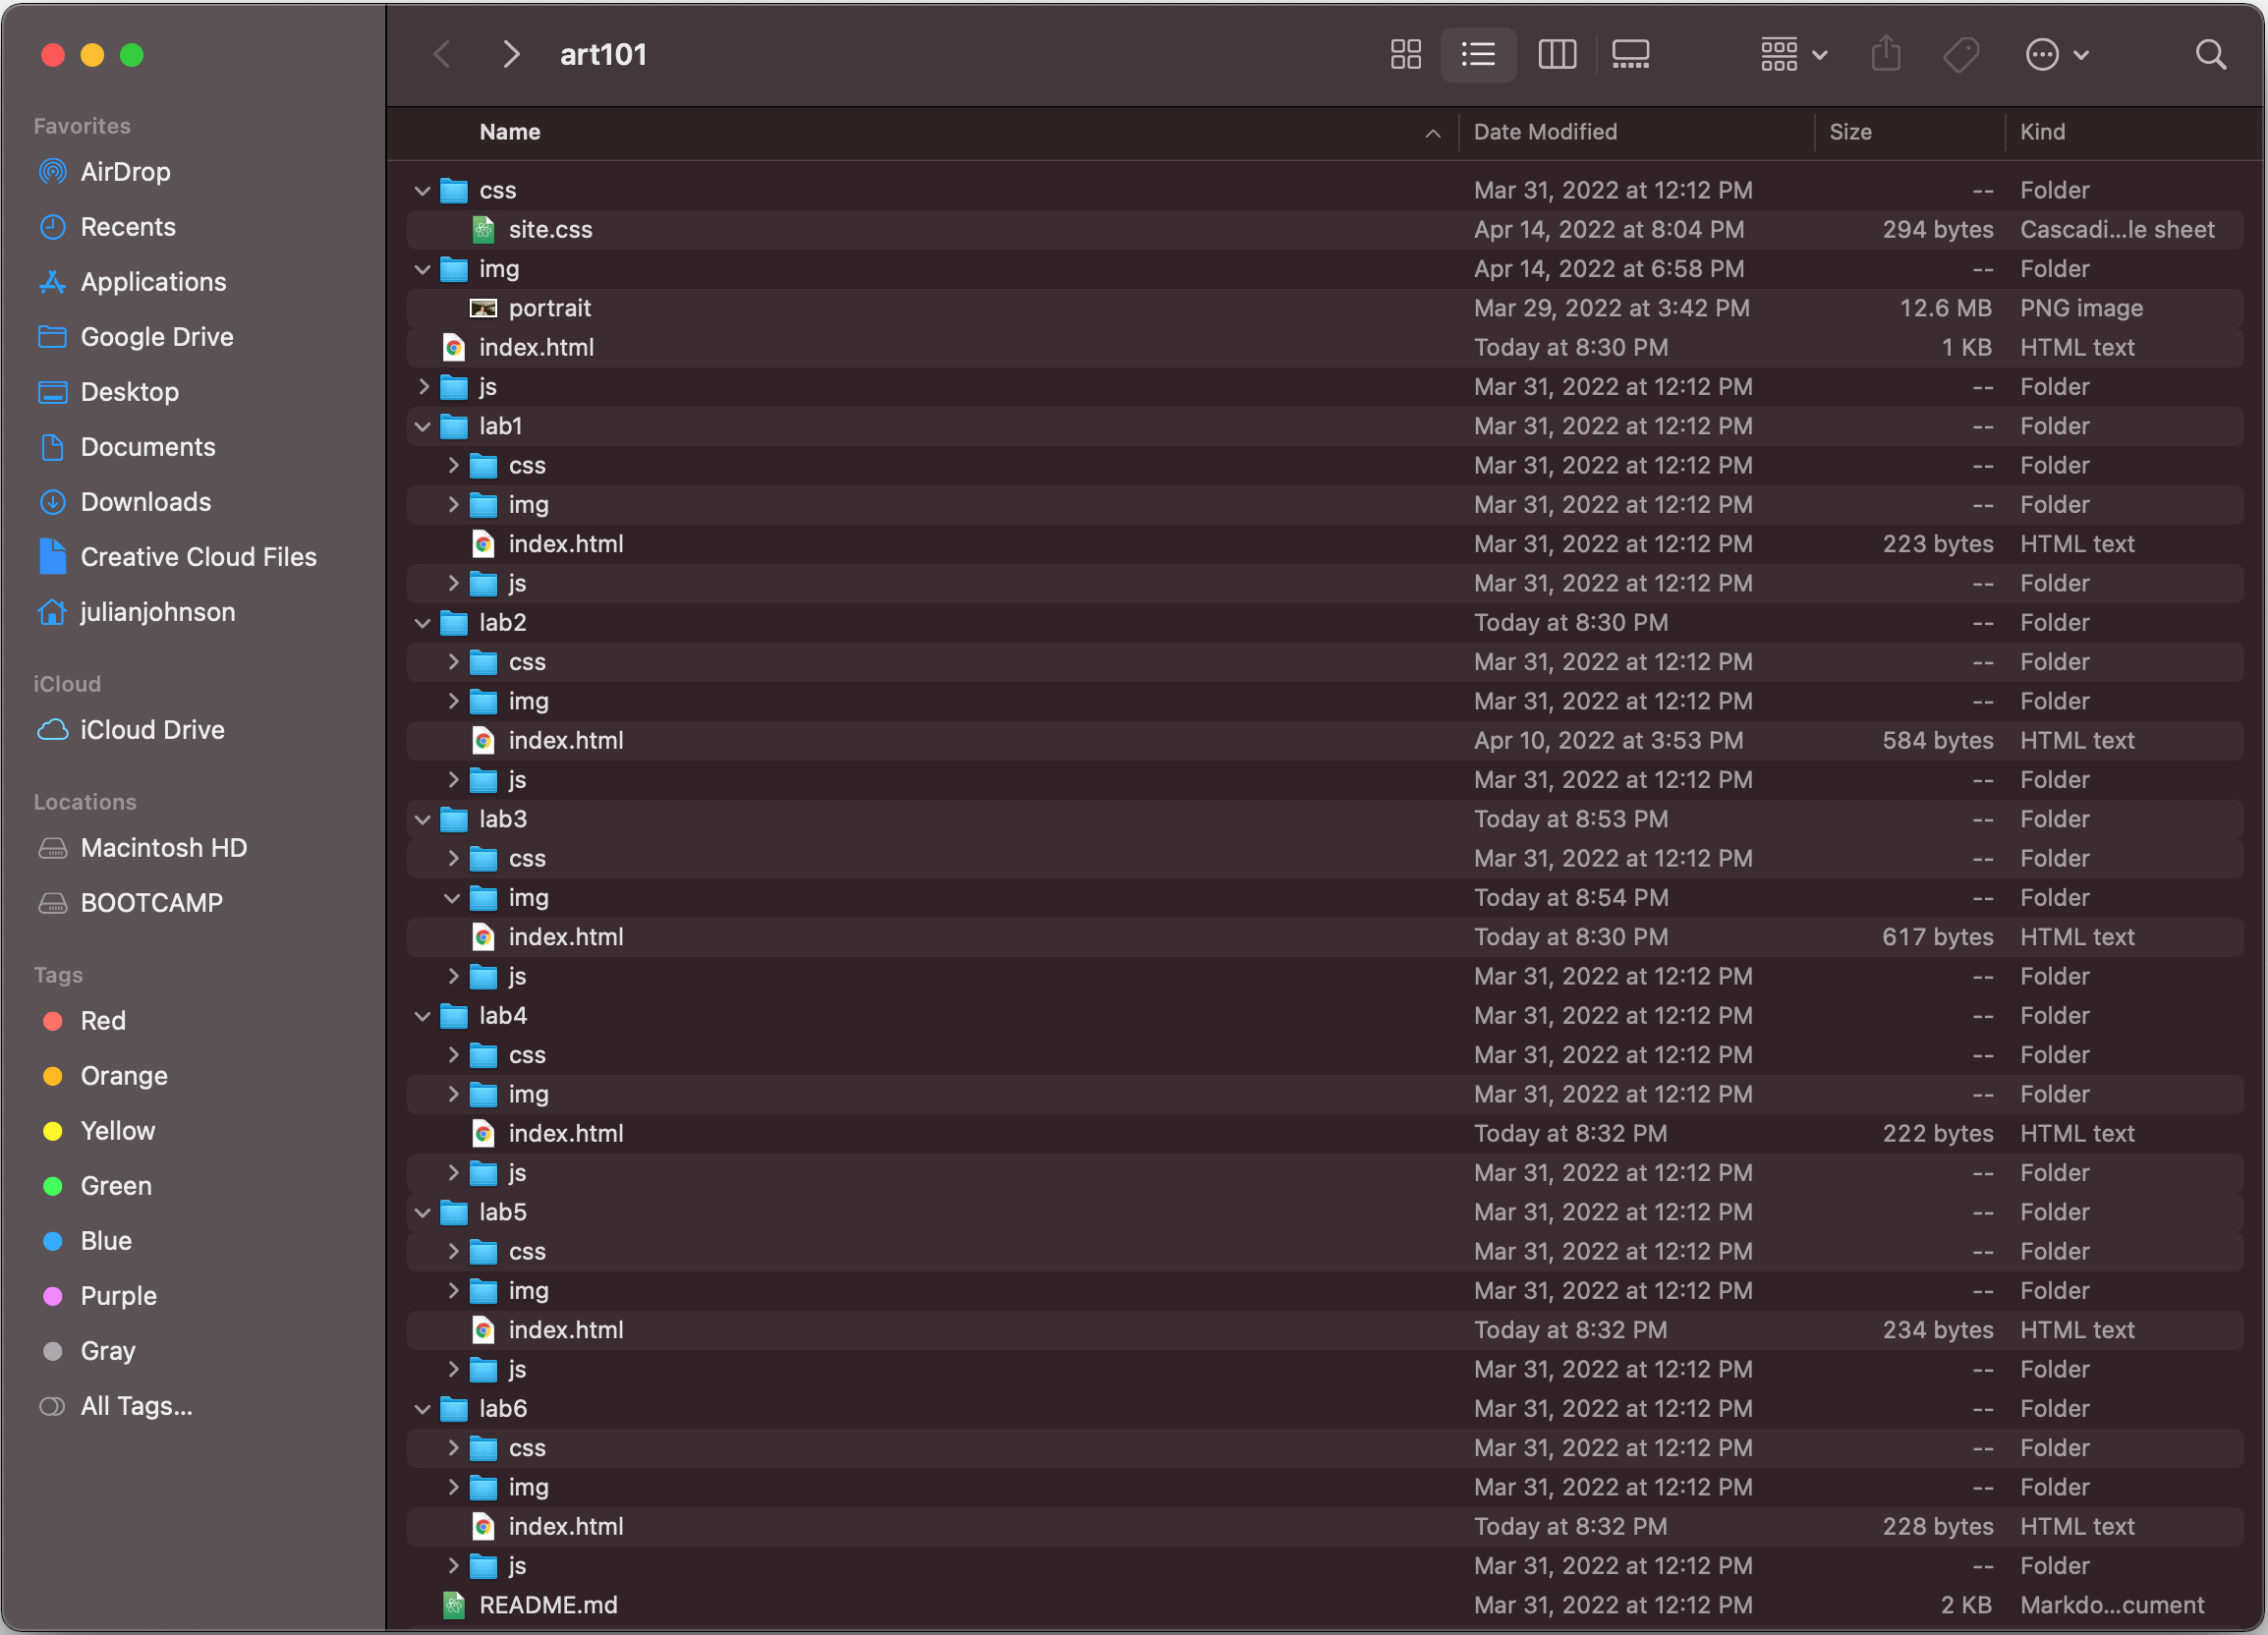 art101
Favorites
AirDrop
Recents
Applications
Google Drive
Desktop
Documents
Downloads
Creative Cloud Files
julianjohnson
iCloud
iCloud Drive
Locations
Macintosh HD
BOOTCAMP
Tags
Red
Orange
Yellow
Green
Blue
Purple
Gray
All Tags...
Name Date Modified Size Kind
css Mar 31, 2022 at 12:12 PM -- Folder
site.css Apr 14, 2022 at 8:04 PM 294 bytes Cascadi...le sheet
img Apr 14, 2022 at 6:58 PM -- Folder
portrait Mar 29, 2022 at 3:42 PM 12.6 MB PNG image
index.html Today at 8:30 PM 1 KB HTML text
js Mar 31, 2022 at 12:12 PM -- Folder
lab1 Mar 31, 2022 at 12:12 PM -- Folder
css Mar 31, 2022 at 12:12 PM -- Folder
img Mar 31, 2022 at 12:12 PM -- Folder
index.html Mar 31, 2022 at 12:12 PM 223 bytes HTML text
js Mar 31, 2022 at 12:12 PM -- Folder
lab2 Today at 8:30 PM -- Folder
css Mar 31, 2022 at 12:12 PM -- Folder
img Mar 31, 2022 at 12:12 PM -- Folder
index.html Apr 10, 2022 at 3:53 PM 584 bytes HTML text
js Mar 31, 2022 at 12:12 PM -- Folder
lab3 Today at 8:53 PM -- Folder
css Mar 31, 2022 at 12:12 PM -- Folder
img Today at 8:54 PM -- Folder
index.html Today at 8:30 PM 617 bytes HTML text
js Mar 31, 2022 at 12:12 PM -- Folder
lab4 Mar 31, 2022 at 12:12 PM -- Folder
css Mar 31, 2022 at 12:12 PM -- Folder
img Mar 31, 2022 at 12:12 PM -- Folder
index.html Today at 8:32 PM 222 bytes HTML text
js Mar 31, 2022 at 12:12 PM -- Folder
lab5 Mar 31, 2022 at 12:12 PM -- Folder
css Mar 31, 2022 at 12:12 PM -- Folder
img Mar 31, 2022 at 12:12 PM -- Folder
index.html Today at 8:32 PM 234 bytes HTML text
js Mar 31, 2022 at 12:12 PM -- Folder
lab6 Mar 31, 2022 at 12:12 PM -- Folder
css Mar 31, 2022 at 12:12 PM -- Folder
img Mar 31, 2022 at 12:12 PM -- Folder
index.html Today at 8:32 PM 228 bytes HTML text
js Mar 31, 2022 at 12:12 PM -- Folder
README.md Mar 31, 2022 at 12:12 PM 2 KB Markdo...cument